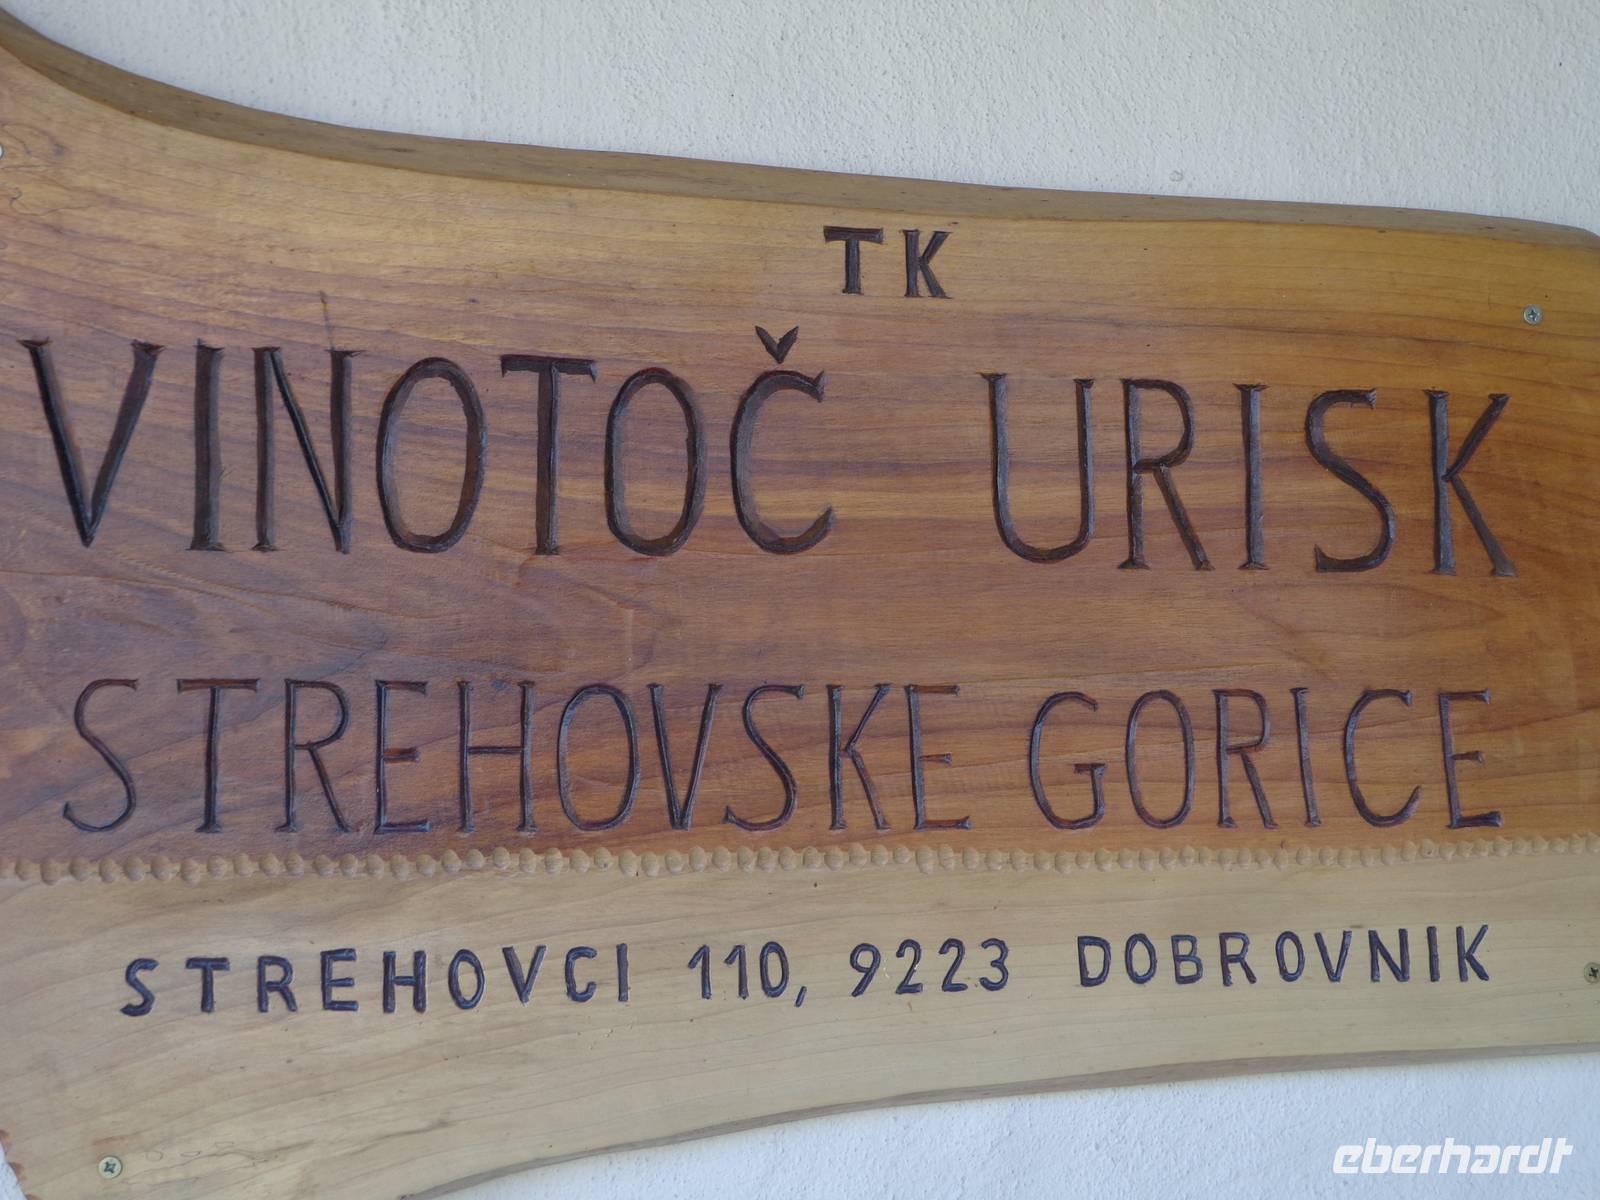 TK
VINOTOČ URISK
STREHOVSKE GORICE
STREHOVCI 110, 9223 DOBROVNIK
eberhardt